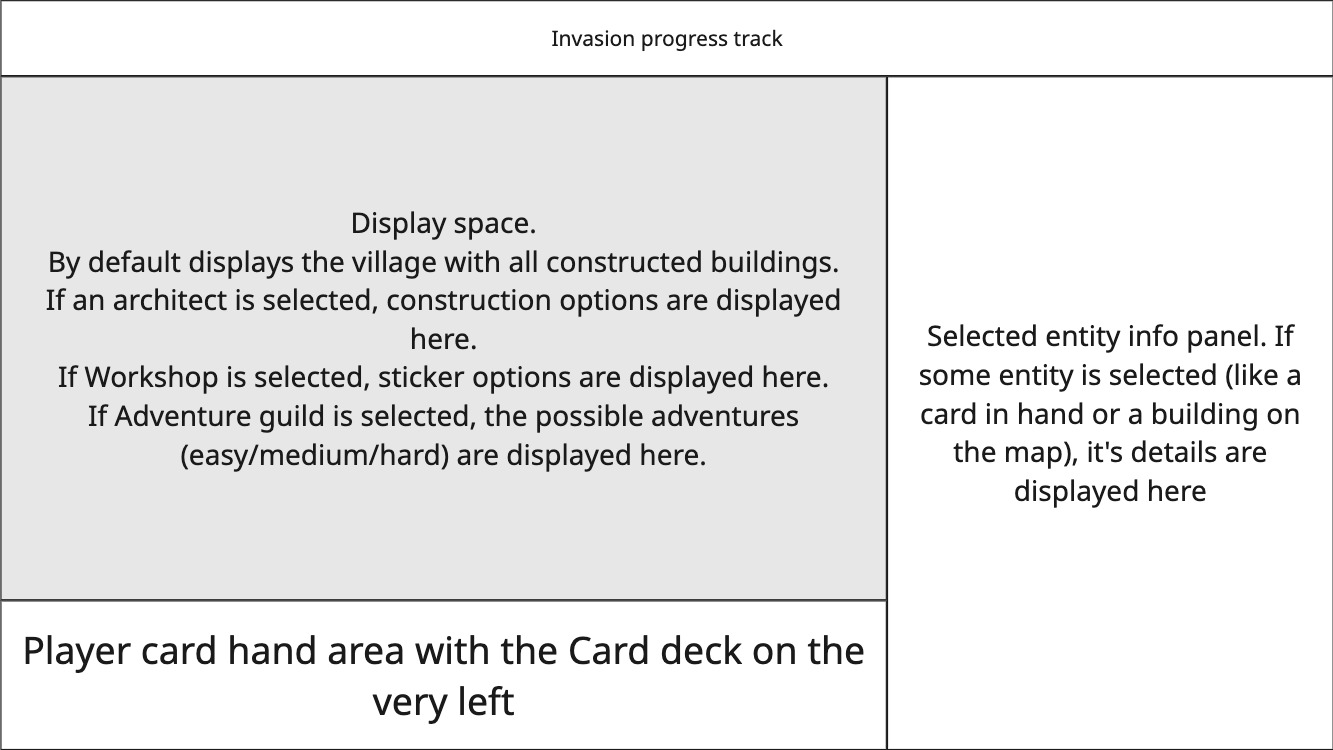 Invasion progress track
Display space.
By default displays the village with all constructed buildings.
If an architect is selected, construction options are displayed
here.
If Workshop is selected, sticker options are displayed here.
If Adventure guild is selected, the possible adventures
(easy/medium/hard) are displayed here.
Selected entity info panel. If
some entity is selected (like a
card in hand or a building on
the map), it's details are
displayed here
Player card hand area with the Card deck on the
very left